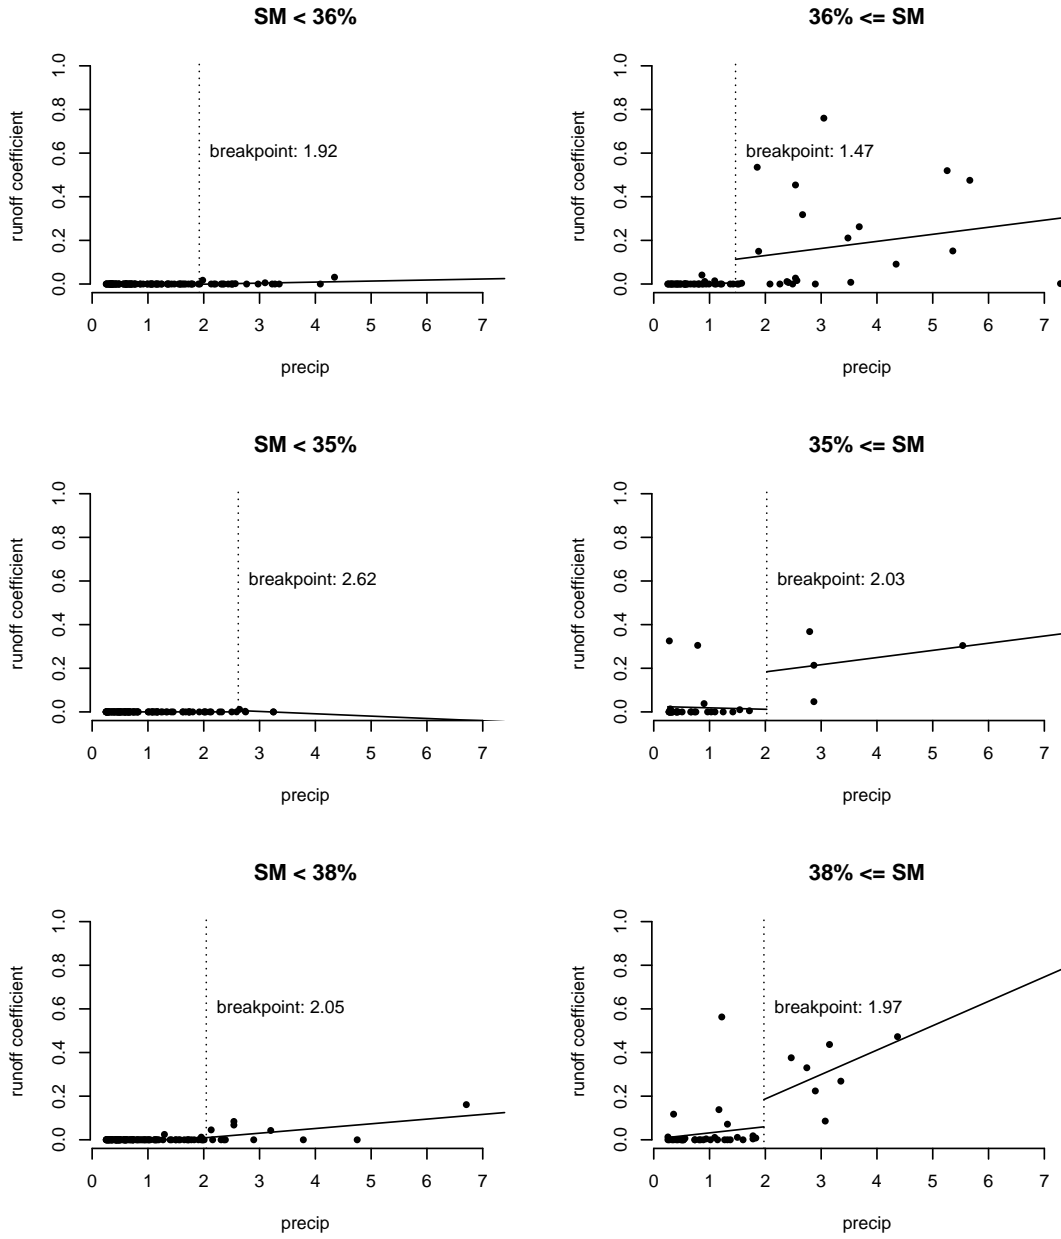 SM < 36%
runoff coefficient
0.0 0.2 0.4 0.6 0.8 1.0
breakpoint: 1.92
0 1 2 3 4 5 6 7
precip
36% <= SM
runoff coefficient
0.0 0.2 0.4 0.6 0.8 1.0
breakpoint: 1.47
0 1 2 3 4 5 6 7
precip
SM < 35%
runoff coefficient
0.0 0.2 0.4 0.6 0.8 1.0
breakpoint: 2.62
0 1 2 3 4 5 6 7
precip
35% <= SM
runoff coefficient
0.0 0.2 0.4 0.6 0.8 1.0
breakpoint: 2.03
0 1 2 3 4 5 6 7
precip
SM < 38%
runoff coefficient
0.0 0.2 0.4 0.6 0.8 1.0
breakpoint: 2.05
0 1 2 3 4 5 6 7
precip
38% <= SM
runoff coefficient
0.0 0.2 0.4 0.6 0.8 1.0
breakpoint: 1.97
0 1 2 3 4 5 6 7
precip